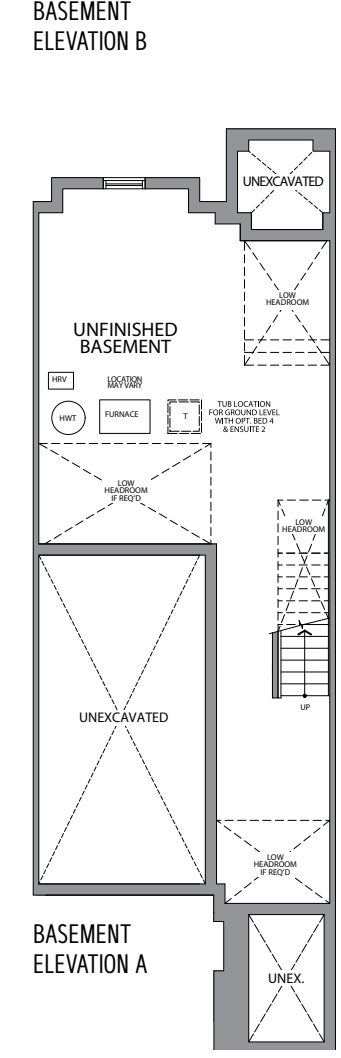 BASEMENT
ELEVATION B
UNEXCAVATED
LOW
HEADROOM
UNFINISHED
BASEMENT
HRV
LOCATION
MAY VARY
HWT
FURNACE
T
TUB LOCATION
FOR GROUND LEVEL
WITH OPT. BED 4
& ENSUITE 2
LOW
HEADROOM
IF REQ'D
LOW
HEADROOM
UNEXCAVATED
UP
LOW
HEADROOM
IF REQ'D
BASEMENT
ELEVATION A
UNEX.